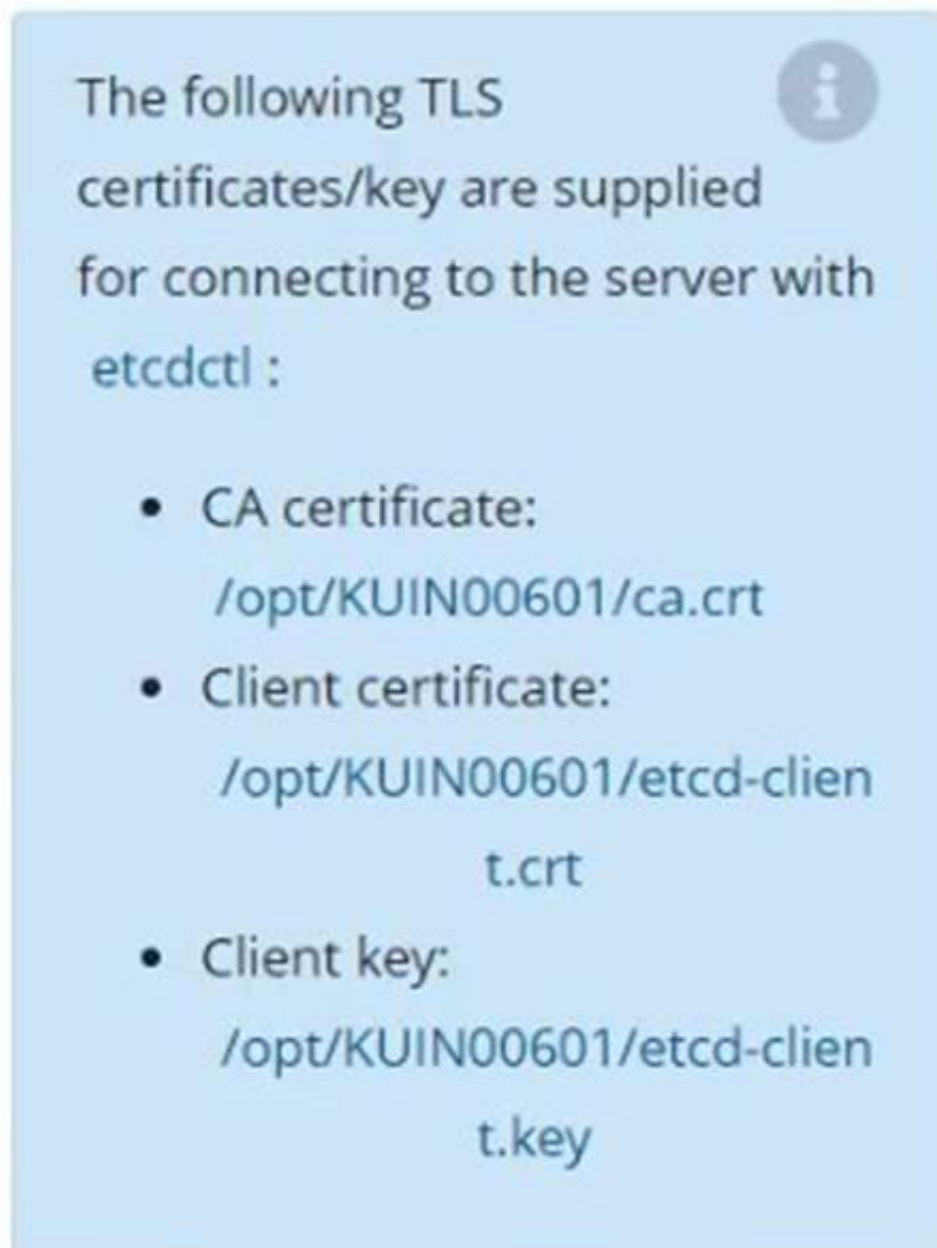 The following TLS
certificates/key are supplied
for connecting to the server with
etcdctl :
• CA certificate:
/opt/KUIN00601/ca.crt
• Client certificate:
/opt/KUIN00601/etcd-clien
t.crt
• Client key:
/opt/KUIN00601/etcd-clien
t.key